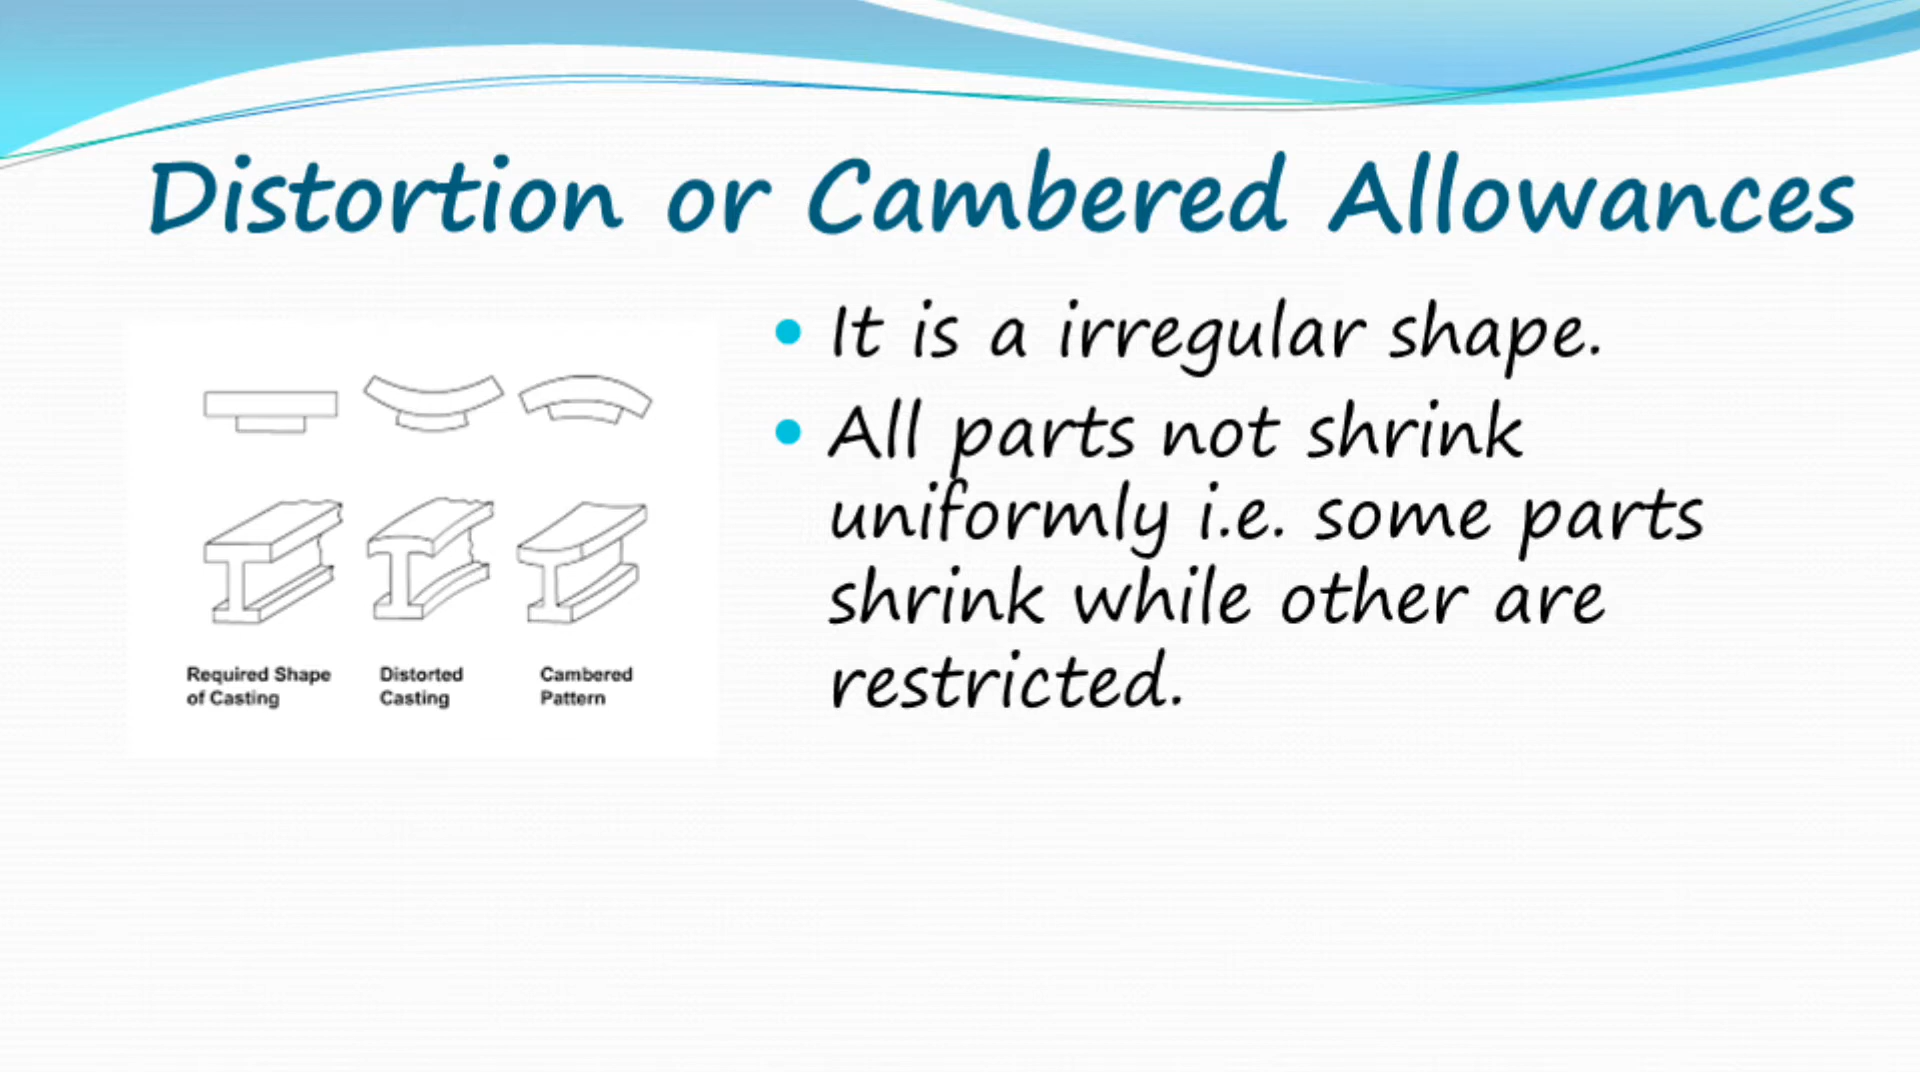 Distortion or Cambered Allowances
• It is a irregular shape.
• All parts not shrink
uniformly i.e. some parts
shrink while other are
restricted.
Required Shape
of Casting
Distorted
Casting
Cambered
Pattern